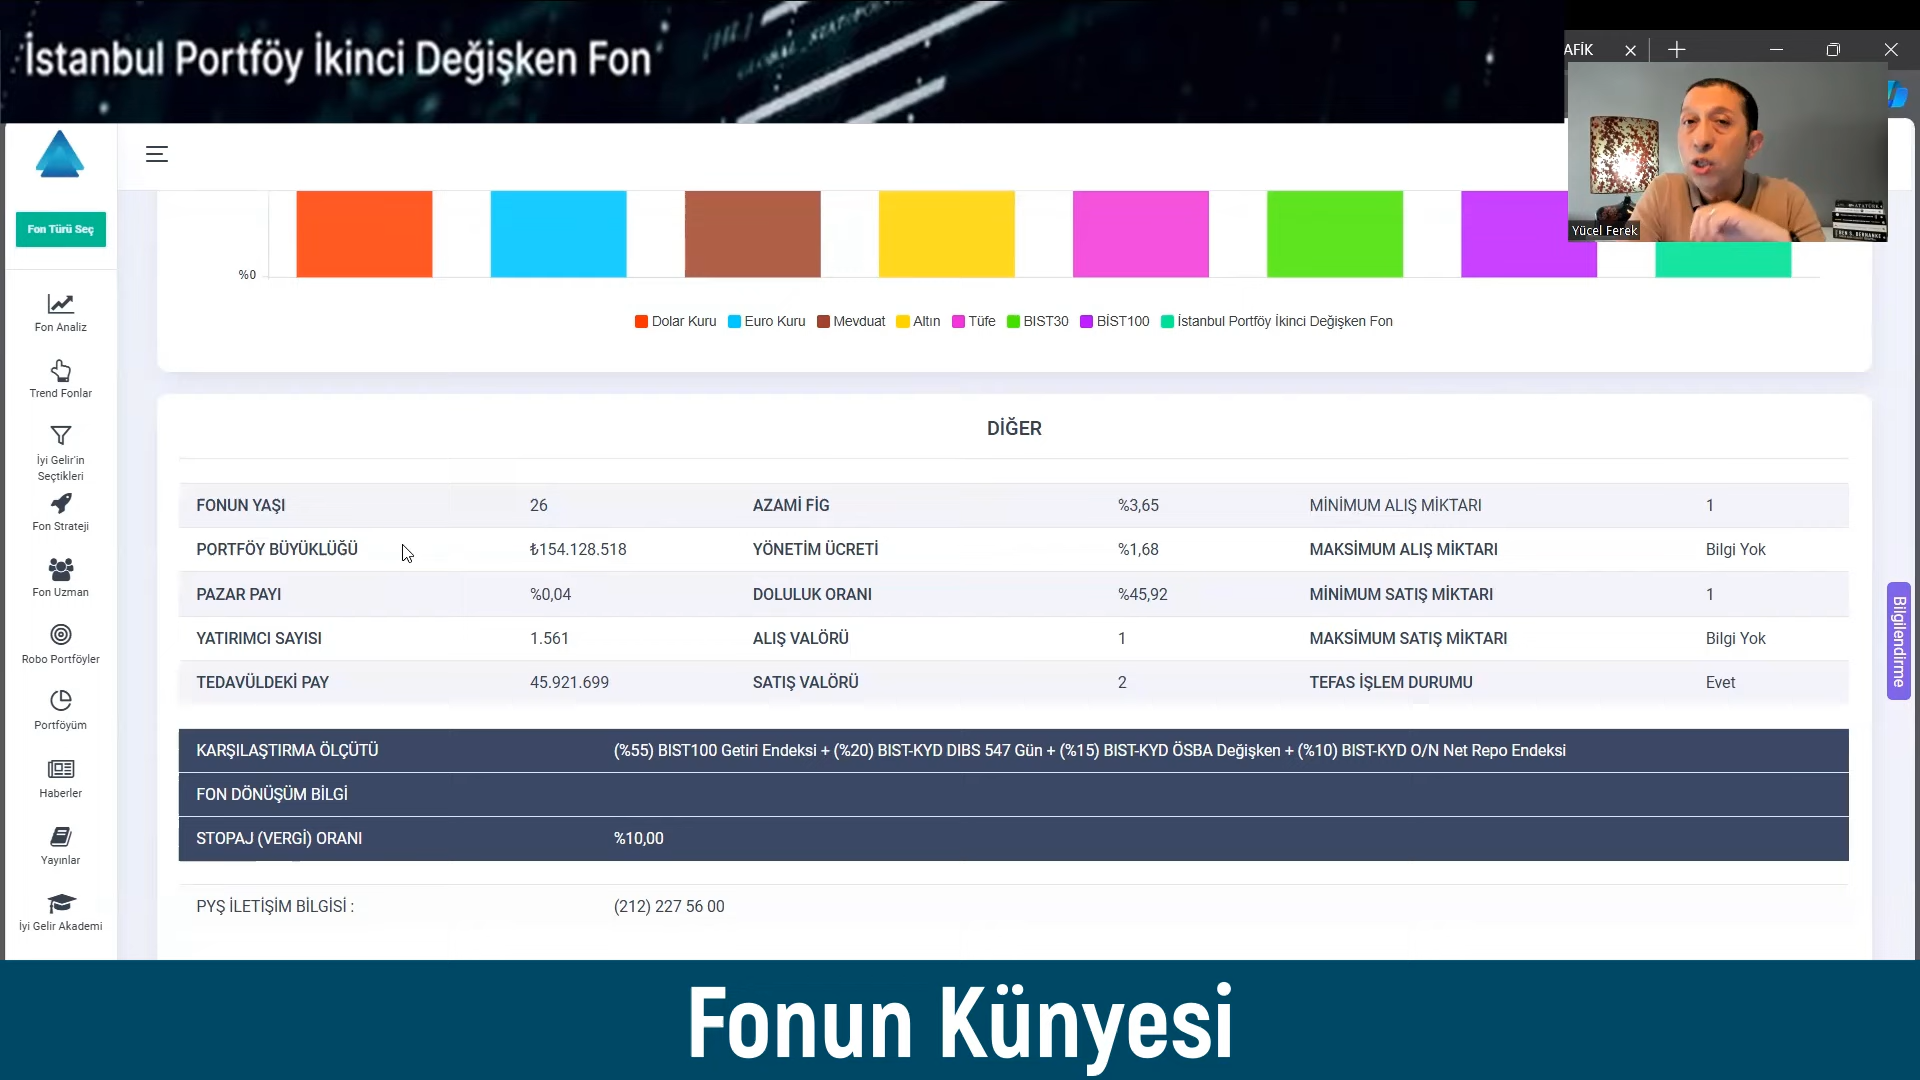 İstanbul Portföy İkinci Değişken Fon
AFİK
Yücel Ferek
Fon Türü Seç
Fon Analiz
Trend Fonlar
İyi Gelir'in
Seçtikleri
Fon Strateji
Fon Uzman
Robo Portföyler
Portföyüm
Haberler
Yayınlar
İyi Gelir Akademi
%0
Dolar Kuru Euro Kuru Mevduat Altın Tüfe BIST30 BİST100 İstanbul Portföy İkinci Değişken Fon
DİĞER
FONUN YAŞI 26 AZAMİ FİG %3,65 MİNİMUM ALIŞ MİKTARI 1
PORTFÖY BÜYÜKLÜĞÜ ₺154.128.518 YÖNETİM ÜCRETİ %1,68 MAKSİMUM ALIŞ MİKTARI Bilgi Yok
PAZAR PAYI %0,04 DOLULUK ORANI %45,92 MİNİMUM SATIŞ MİKTARI 1
YATIRIMCI SAYISI 1.561 ALIŞ VALÖRÜ 1 MAKSİMUM SATIŞ MİKTARI Bilgi Yok
TEDAVÜLDEKİ PAY 45.921.699 SATIŞ VALÖRÜ 2 TEFAS İŞLEM DURUMU Evet
KARŞILAŞTIRMA ÖLÇÜTÜ (%55) BIST100 Getiri Endeksi + (%20) BIST-KYD DIBS 547 Gün + (%15) BIST-KYD ÖSBA Değişken + (%10) BIST-KYD O/N Net Repo Endeksi
FON DÖNÜŞÜM BİLGİ
STOPAJ (VERGİ) ORANI %10,00
PYŞ İLETİŞİM BİLGİSİ : (212) 227 56 00
Bilgilendirme
Fonun Künyesi